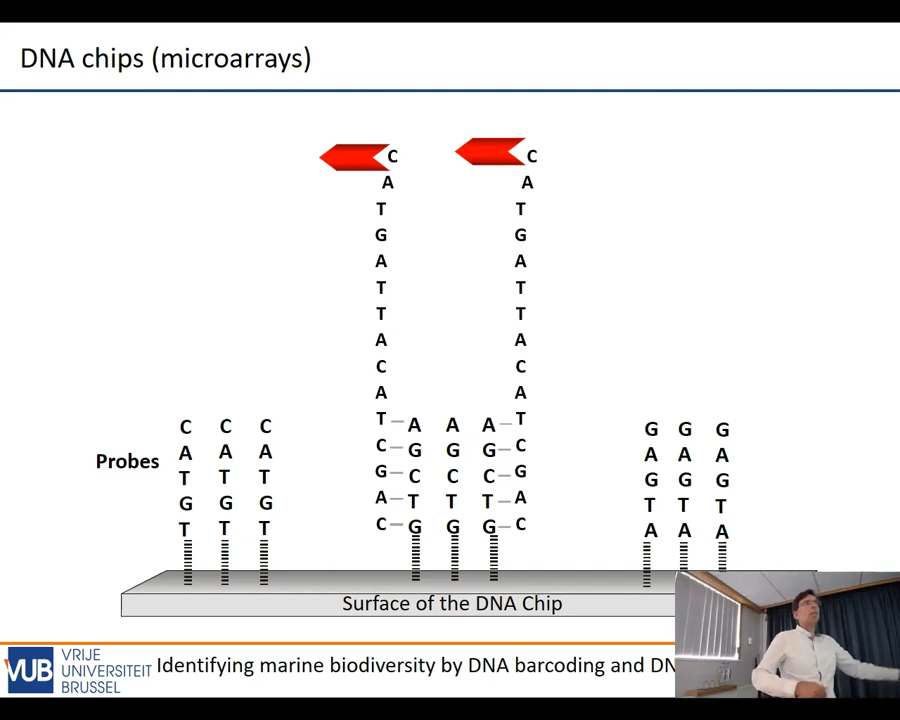 DNA chips (microarrays)
C C
A A
T T
G G
A A
T T
T T
A A
C C
A A
T A A A T
C C C C G G G C G G G
A A A Probes G C C C G A A A
T T T A T T T A G G G
G G G C G G G C T T T
T T T A A A
Surface of the DNA Chip
VUB VRIJE UNIVERSITEIT BRUSSEL
Identifying marine biodiversity by DNA barcoding and DN